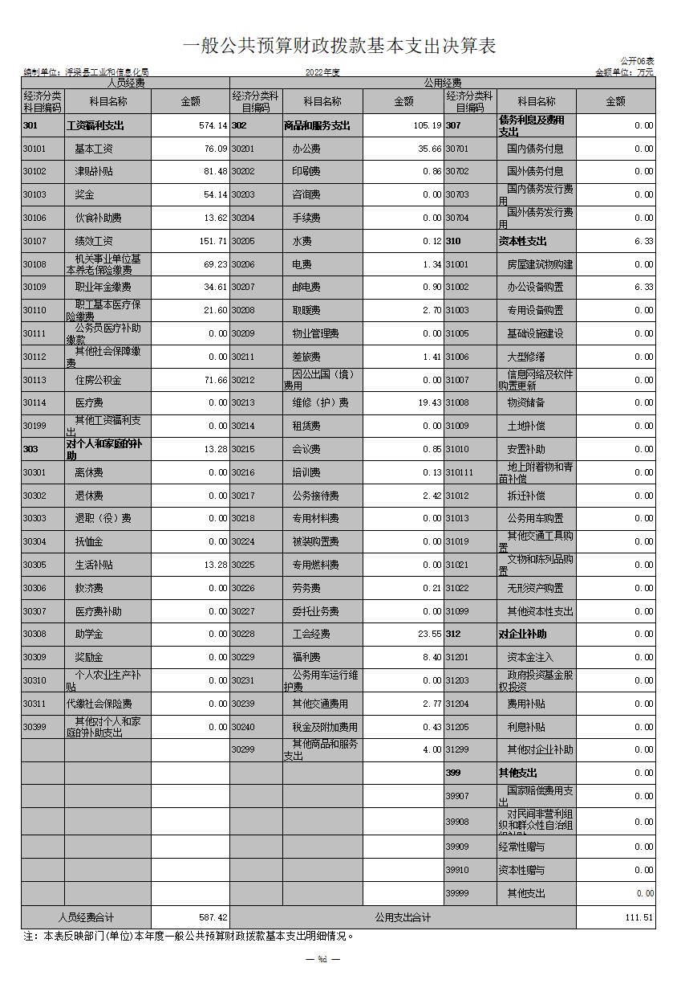 一般公共预算财政拨款基本支出决算表
公开06表
编制单位：浮梁县工业和信息化局 2022年度 金额单位：万元
人员经费 公用经费
经济分类科目编码 科目名称 金额 经济分类科目编码 科目名称 金额 经济分类科目编码 科目名称 金额
301 工资福利支出 574.14 302 商品和服务支出 105.19 307 债务利息及费用支出 0.00
30101 基本工资 76.09 30201 办公费 35.66 30701 国内债务付息 0.00
30102 津贴补贴 81.48 30202 印刷费 0.86 30702 国外债务付息 0.00
30103 奖金 54.14 30203 咨询费 0.00 30703 国内债务发行费用 0.00
30106 伙食补助费 13.62 30204 手续费 0.00 30704 国外债务发行费用 0.00
30107 绩效工资 151.71 30205 水费 0.12 310 资本性支出 6.33
30108 机关事业单位基本养老保险缴费 69.23 30206 电费 1.34 31001 房屋建筑物购建 0.00
30109 职业年金缴费 34.61 30207 邮电费 0.90 31002 办公设备购置 6.33
30110 职工基本医疗保险缴费 21.60 30208 取暖费 2.70 31003 专用设备购置 0.00
30111 公务员医疗补助缴款 0.00 30209 物业管理费 0.00 31005 基础设施建设 0.00
30112 其他社会保障缴费 0.00 30211 差旅费 1.41 31006 大型修缮 0.00
30113 住房公积金 71.66 30212 因公出国（境）费用 0.00 31007 信息网络及软件购置更新 0.00
30114 医疗费 0.00 30213 维修（护）费 19.43 31008 物资储备 0.00
30199 其他工资福利支出 0.00 30214 租赁费 0.00 31009 土地补偿 0.00
303 对个人和家庭的补助 13.28 30215 会议费 0.85 31010 安置补助 0.00
30301 离休费 0.00 30216 培训费 0.13 310111 地上附着物和青苗补偿 0.00
30302 退休费 0.00 30217 公务接待费 2.42 31012 拆迁补偿 0.00
30303 退职（役）费 0.00 30218 专用材料费 0.00 31013 公务用车购置 0.00
30304 抚恤金 0.00 30224 被装购置费 0.00 31019 其他交通工具购置 0.00
30305 生活补贴 13.28 30225 专用燃料费 0.00 31021 文物和陈列品购置 0.00
30306 救济费 0.00 30226 劳务费 0.21 31022 无形资产购置 0.00
30307 医疗费补助 0.00 30227 委托业务费 0.00 31099 其他资本性支出 0.00
30308 助学金 0.00 30228 工会经费 23.55 312 对企业补助 0.00
30309 奖励金 0.00 30229 福利费 8.40 31201 资本金注入 0.00
30310 个人农业生产补贴 0.00 30231 公务用车运行维护费 0.00 31203 政府投资基金股权投资 0.00
30311 代缴社会保险费 0.00 30239 其他交通费用 2.77 31204 费用补贴 0.00
30399 其他对个人和家庭的补助支出 0.00 30240 税金及附加费用 0.43 31205 利息补贴 0.00
30299 其他商品和服务支出 4.00 31299 其他对企业补助 0.00
399 其他支出 0.00
39907 国家赔偿费用支出 0.00
39908 对民间非营利组织和群众性自治组 0.00
39909 经常性赠与 0.00
39910 资本性赠与 0.00
39999 其他支出 0.00
人员经费合计 587.42 公用支出合计 111.51
注：本表反映部门(单位)本年度一般公共预算财政拨款基本支出明细情况。
— %d —